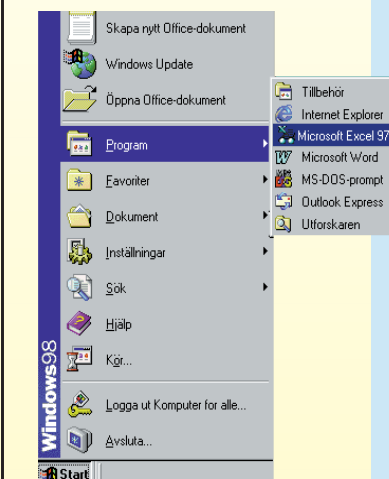 Skapa nytt Office-dokument
Windows Update
Öppna Office-dokument
Program
Favoriter
Dokument
Inställningar
Sök
Hjälp
Kör...
Logga ut Komputer for alle...
Avsluta...
Windows98
Start
Tillbehör
Internet Explorer
Microsoft Excel 97
Microsoft Word
MS-DOS-prompt
Outlook Express
Utforskaren